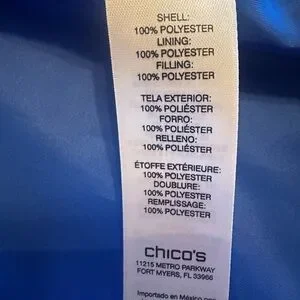 SHELL:
100% POLYESTER
LINING:
100% POLYESTER
FILLING:
100% POLYESTER
TELA EXTERIOR:
100% POLIÉSTER
FORRO:
100% POLIÉSTER
RELLENO:
100% POLIÉSTER
ÉTOFFE EXTÉRIEURE:
100% POLYESTER
DOUBLURE:
100% POLYESTER
REMPLISSAGE:
100% POLYESTER
chico's
11215 METRO PARKWAY
FORT MYERS, FL 33966
Importado en México por